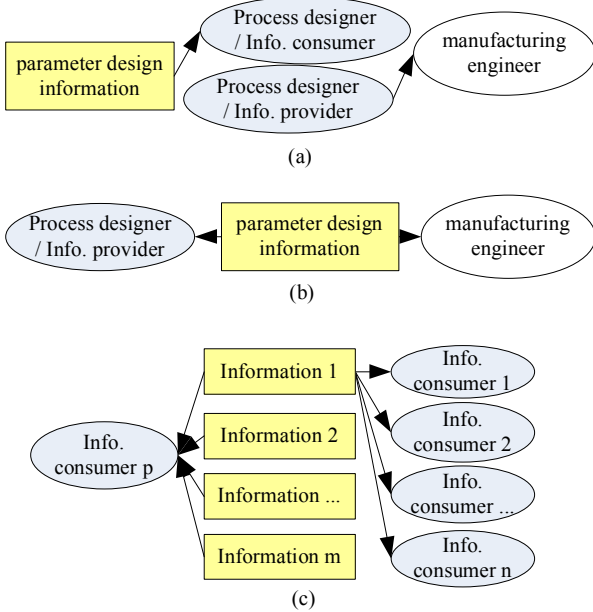 Process designer
/ Info. consumer
parameter design
information
manufacturing
engineer
Process designer
/ Info. provider
(a)
Process designer
/ Info. provider
parameter design
information
manufacturing
engineer
(b)
Information 1
Info.
consumer 1
Information 2
Info.
consumer 2
Info.
consumer p
Information ...
Info.
consumer ...
Information m
Info.
consumer n
(c)